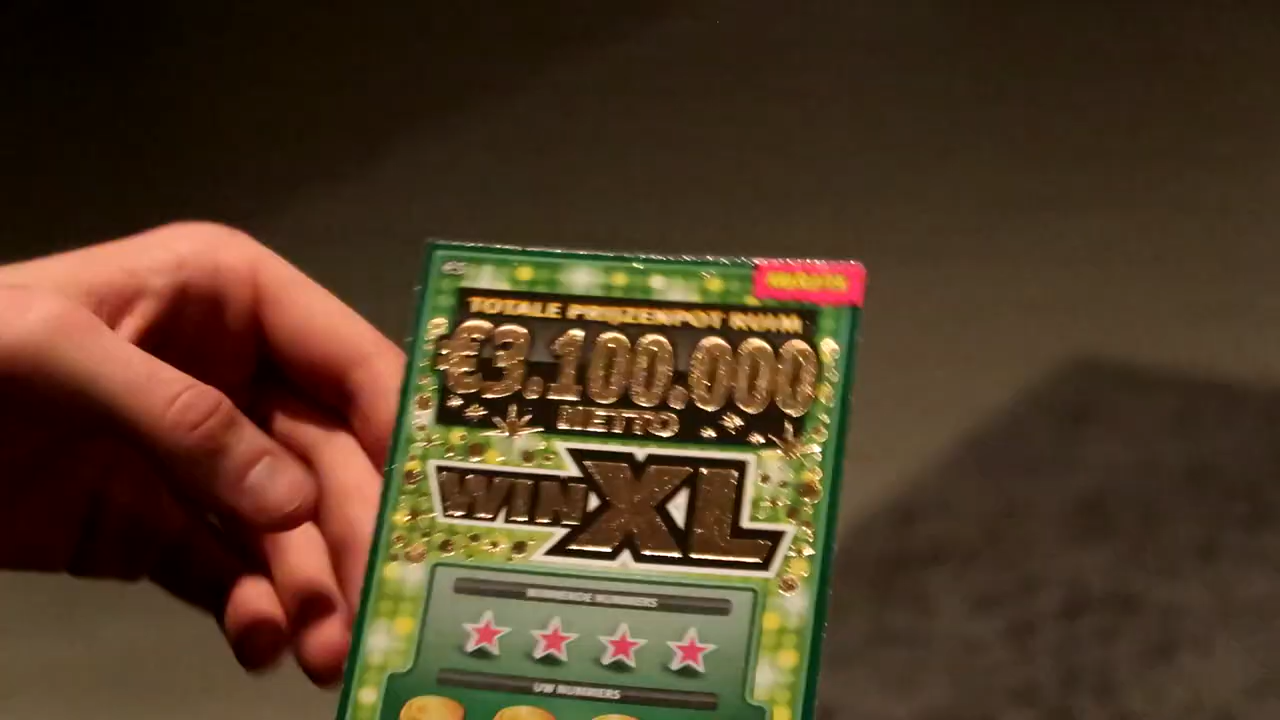 TOTALE PRIJZENPOT RUIM
€3.100.000
NETTO
WIN XL
WINNENDE NUMMERS
UW NUMMERS